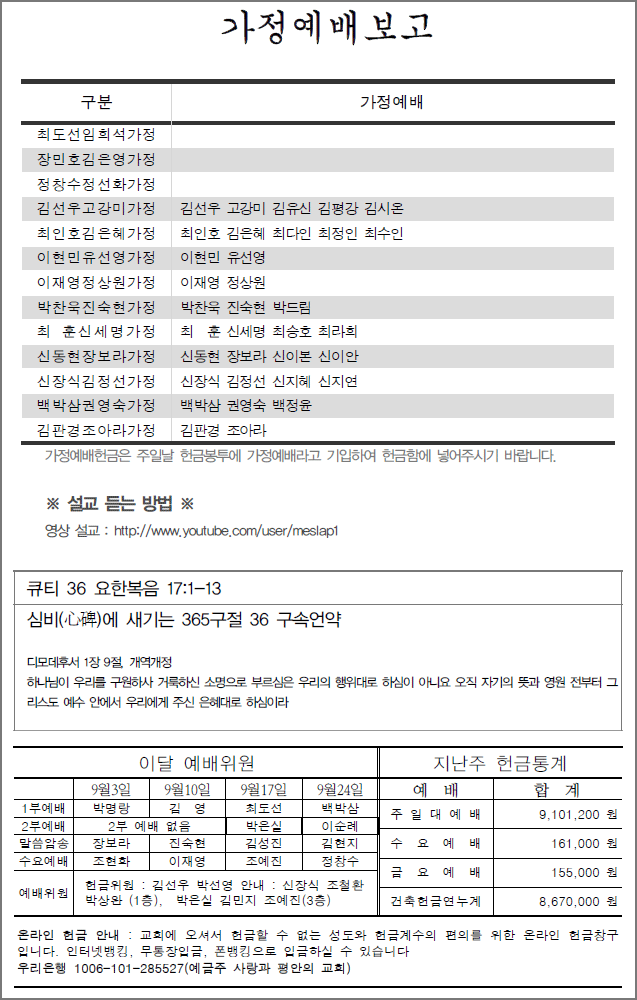 가정예배보고
구분 가정예배
최도선임희석가정
장민호김은영가정
정창수정선화가정
김선우고강미가정 김선우 고강미 김유신 김평강 김시온
최인호김은혜가정 최인호 김은혜 최다인 최정인 최수인
이현민유선영가정 이현민 유선영
이재영정상원가정 이재영 정상원
박찬욱진숙현가정 박찬욱 진숙현 박드림
최 훈신세명가정 최 훈 신세명 최승호 최라희
신동현장보라가정 신동현 장보라 신이본 신이안
신장식김정선가정 신장식 김정선 신지혜 신지연
백박삼권영숙가정 백박삼 권영숙 백정윤
김판경조아라가정 김판경 조아라
가정예배헌금은 주일날 헌금봉투에 가정예배라고 기입하여 헌금함에 넣어주시기 바랍니다.
※ 설교 듣는 방법 ※
영상 설교 : http://www.youtube.com/user/meslap1
큐티 36 요한복음 17:1-13
심비(心碑)에 새기는 365구절 36 구속언약
디모데후서 1장 9절, 개역개정
하나님이 우리를 구원하사 거룩하신 소명으로 부르심은 우리의 행위대로 하심이 아니요 오직 자기의 뜻과 영원 전부터 그
리스도 예수 안에서 우리에게 주신 은혜대로 하심이라
이달 예배위원
9월3일 9월10일 9월17일 9월24일
1부예배 박명랑 김 영 최도선 백박삼
2부예배 2부 예배 없음 박은실 이순례
말씀암송 장보라 진숙현 김성진 김현지
수요예배 조현화 이재영 조예진 정창수
예배위원 헌금위원 : 김선우 박선영 안내 : 신장식 조철환
박상완 (1층), 박은실 김민지 조예진(3층)
지난주 헌금통계
예 배 합 계
주 일 대 예 배 9,101,200 원
수 요 예 배 161,000 원
금 요 예 배 155,000 원
건축헌금연누계 8,670,000 원
온라인 헌금 안내 : 교회에 오셔서 헌금할 수 없는 성도와 헌금계수의 편의를 위한 온라인 헌금창구
입니다. 인터넷뱅킹, 무통장입금, 폰뱅킹으로 입금하실 수 있습니다
우리은행 1006-101-285527(예금주 사랑과 평안의 교회)